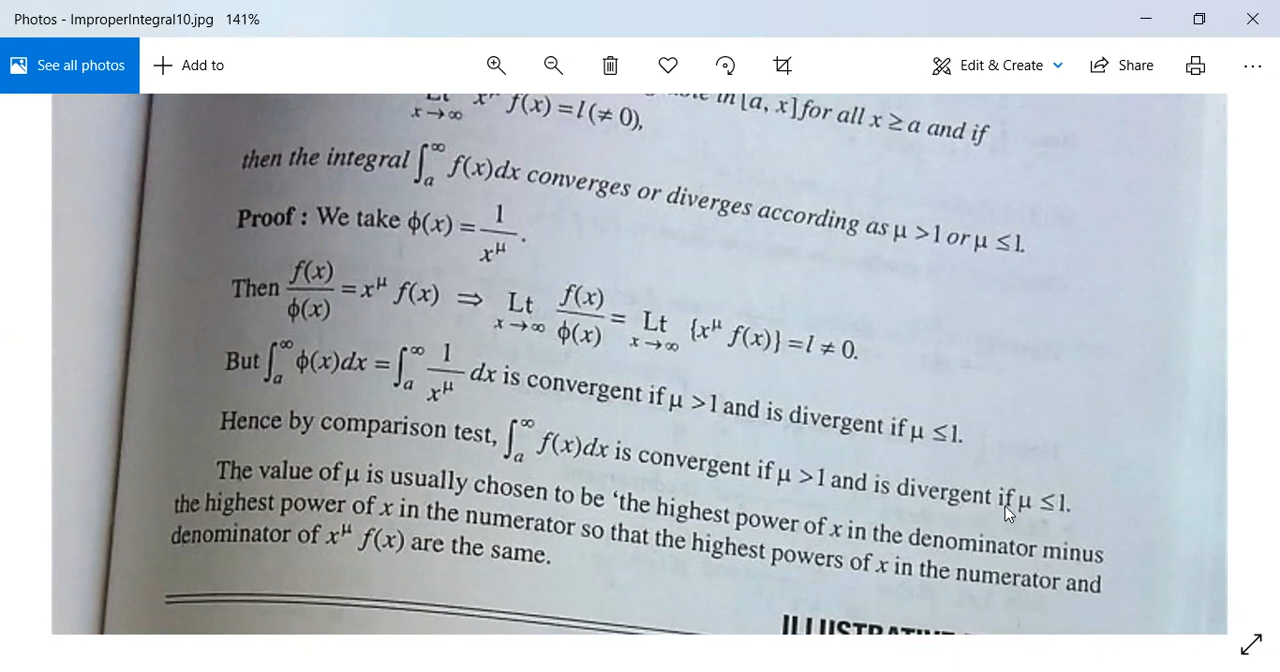 Photos - ImproperIntegral10.jpg 141%
See all photos
Add to
Edit & Create
Share
in [a, x] for all x ≥ a and if
Lt x→∞ x^μ f(x) = l (≠ 0),
then the integral ∫_a^∞ f(x)dx converges or diverges according as μ >1 or μ ≤1.
Proof : We take ϕ(x) = 1/x^μ.
Then f(x)/ϕ(x) = x^μ f(x) ⇒ Lt x→∞ f(x)/ϕ(x) = Lt x→∞ {x^μ f(x)} = l ≠ 0.
But ∫_a^∞ ϕ(x)dx = ∫_a^∞ 1/x^μ dx is convergent if μ >1 and is divergent if μ ≤1.
Hence by comparison test, ∫_a^∞ f(x)dx is convergent if μ >1 and is divergent if μ ≤1.
The value of μ is usually chosen to be ‘the highest power of x in the denominator minus
the highest power of x in the numerator so that the highest powers of x in the numerator and
denominator of x^μ f(x) are the same.